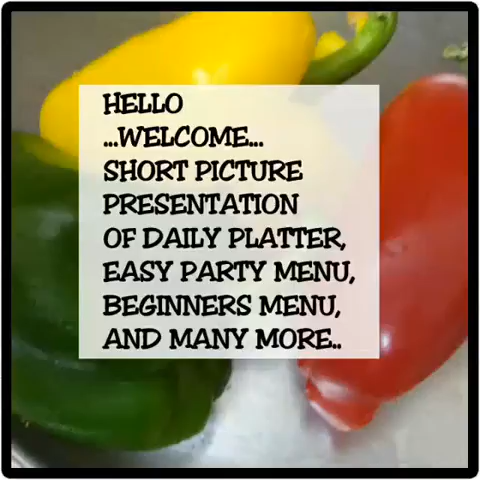 HELLO
...WELCOME...
SHORT PICTURE
PRESENTATION
OF DAILY PLATTER,
EASY PARTY MENU,
BEGINNERS MENU,
AND MANY MORE..